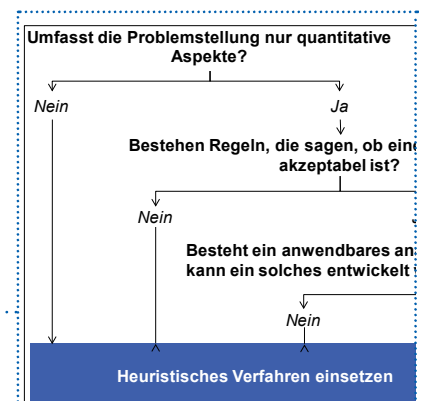 Umfasst die Problemstellung nur quantitative
Aspekte?
Nein
Ja
Bestehen Regeln, die sagen, ob
akzeptabel ist?
Nein
Besteht ein anwendbares
kann ein solches entwickelt
Nein
Heuristisches Verfahren einsetzen